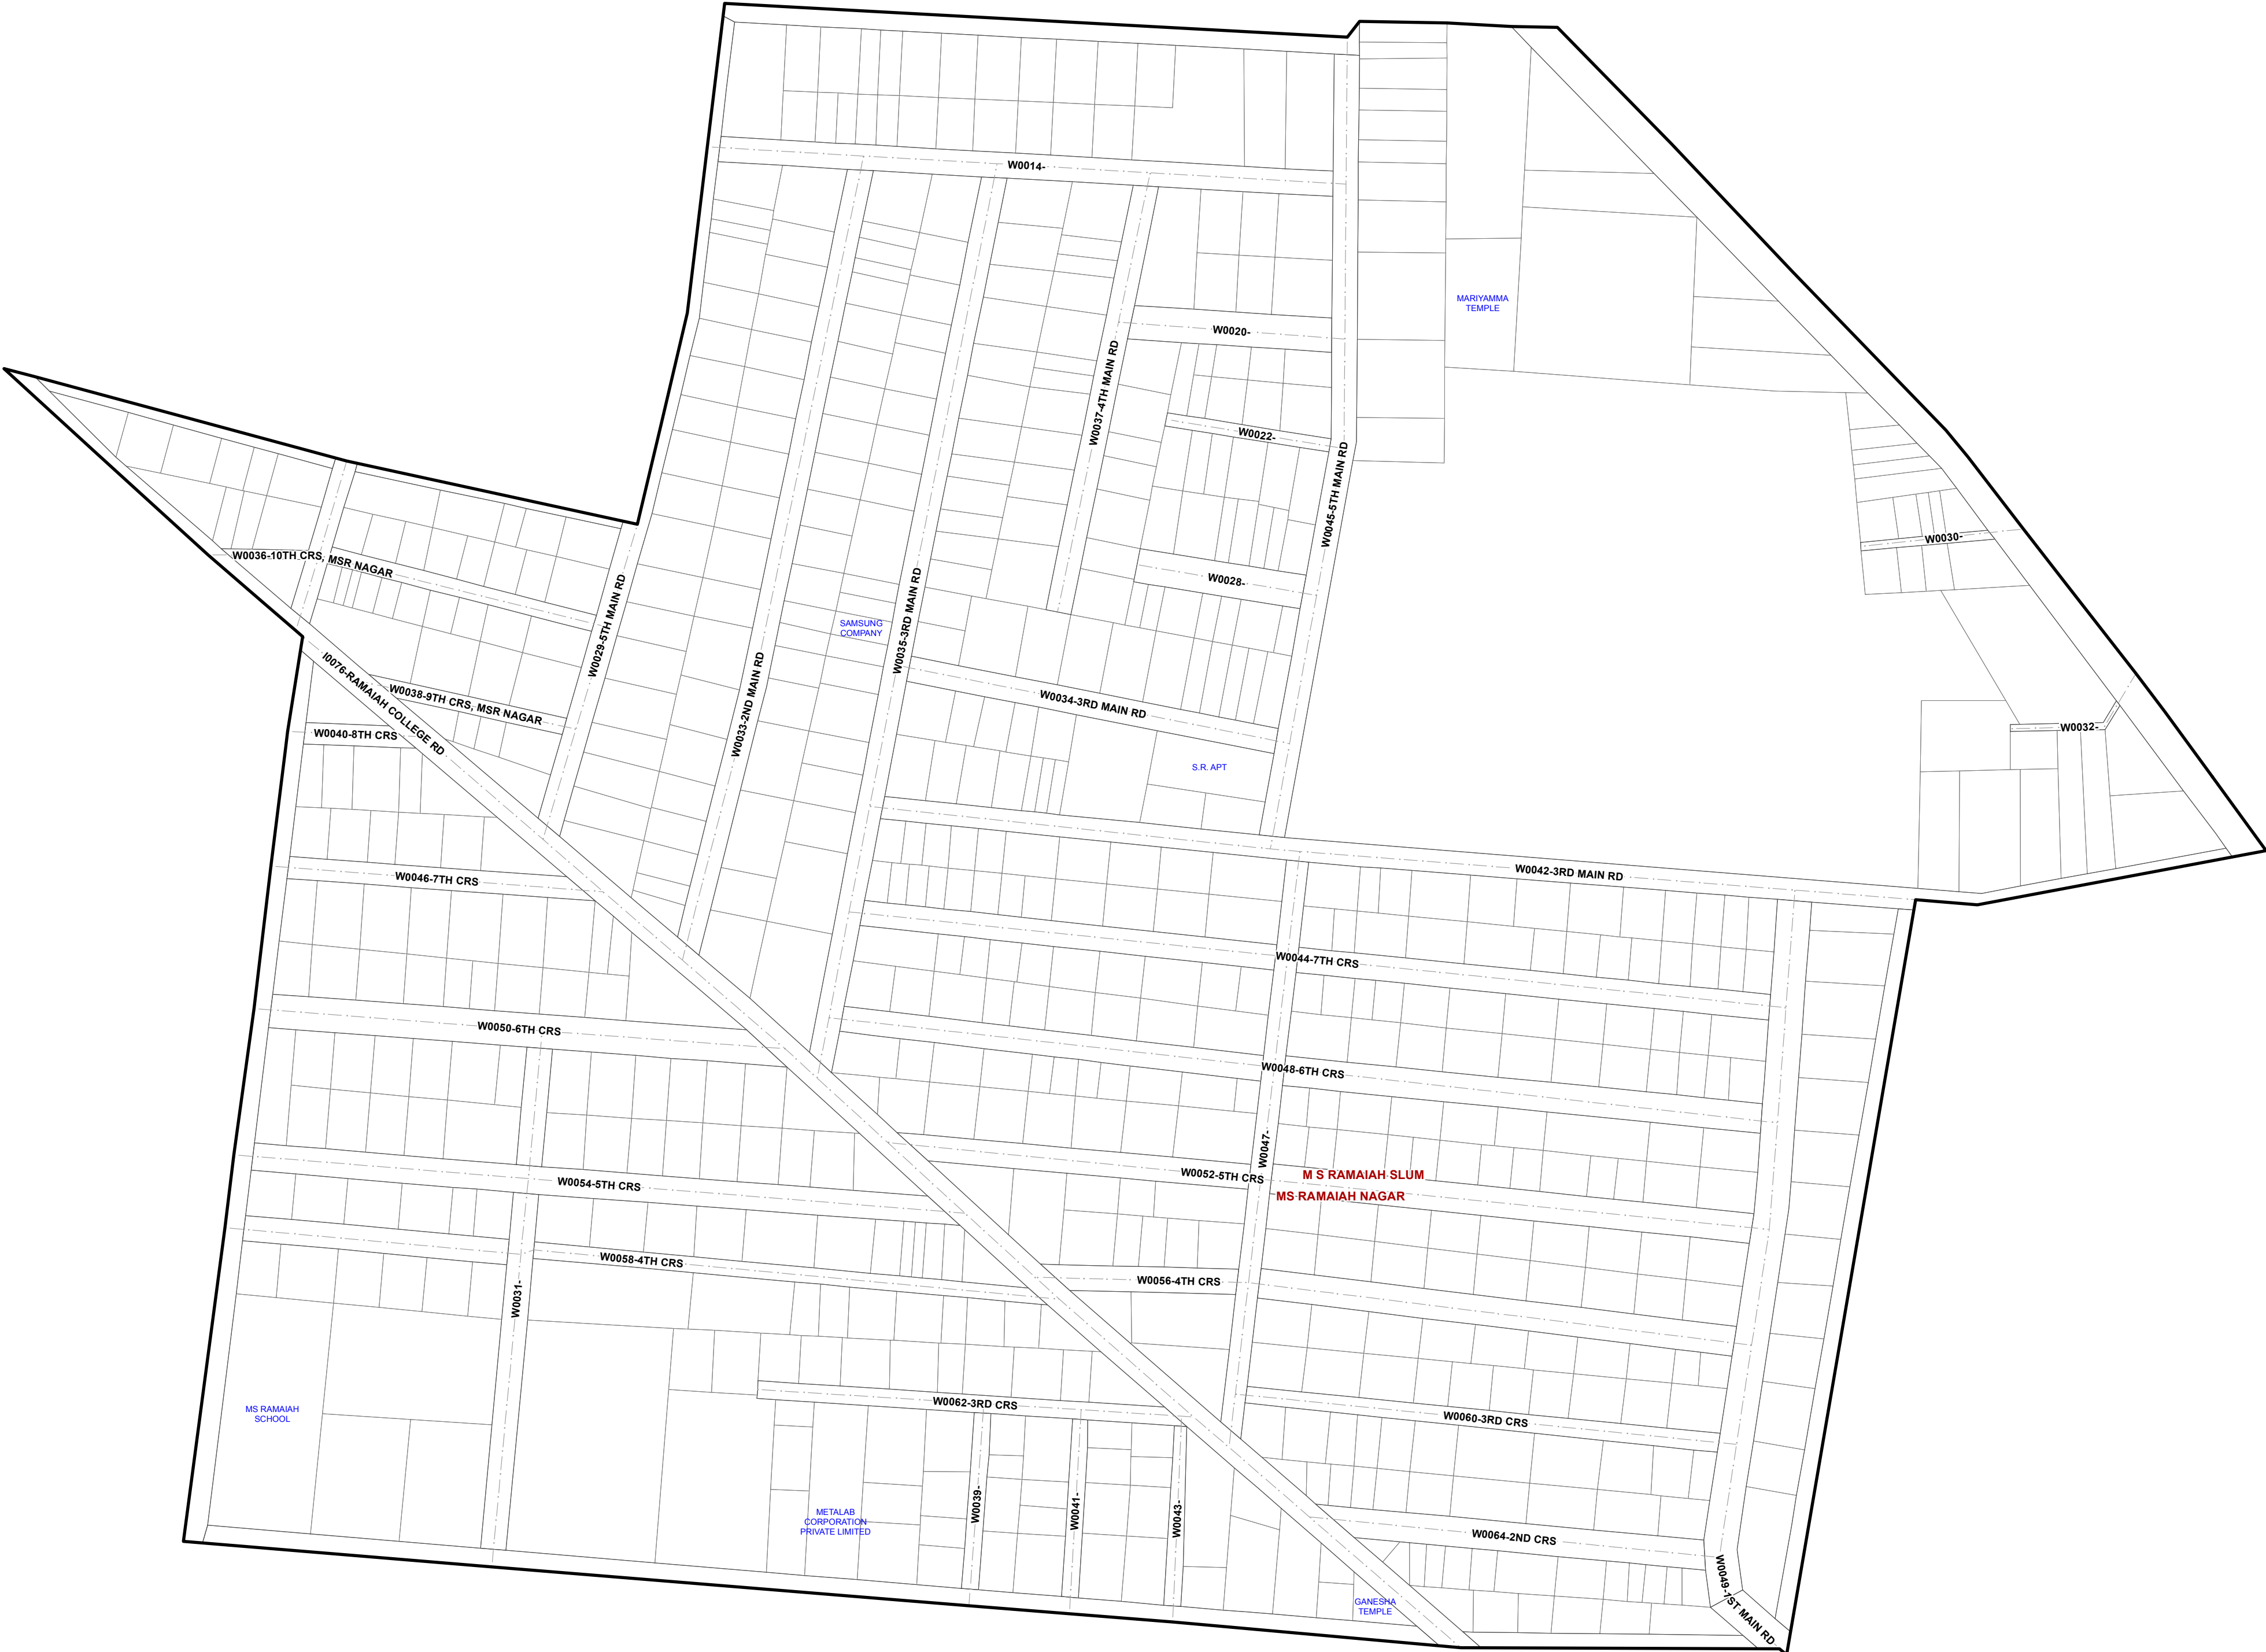 W0014-
MARIYAMMA
TEMPLE
W0020-
W0037-4TH MAIN RD
W0022-
W0045-5TH MAIN RD
W0030-
W0036-10TH CRS, MSR NAGAR
W0028-
W0029-5TH MAIN RD
SAMSUNG
COMPANY
W0035-3RD MAIN RD
I0076-RAMAIAH COLLEGE RD
W0038-9TH CRS, MSR NAGAR
W0033-2ND MAIN RD
W0034-3RD MAIN RD
W0032-
W0040-8TH CRS
S.R. APT
W0042-3RD MAIN RD
W0046-7TH CRS
W0044-7TH CRS
W0050-6TH CRS
W0048-6TH CRS
W0047-
W0052-5TH CRS
M S RAMAIAH SLUM
MS RAMAIAH NAGAR
W0054-5TH CRS
W0058-4TH CRS
W0056-4TH CRS
W0031-
MS RAMAIAH
SCHOOL
W0062-3RD CRS
W0060-3RD CRS
METALAB
CORPORATION
PRIVATE LIMITED
W0039-
W0041-
W0043-
W0064-2ND CRS
W0049-1ST MAIN RD
GANESHA
TEMPLE